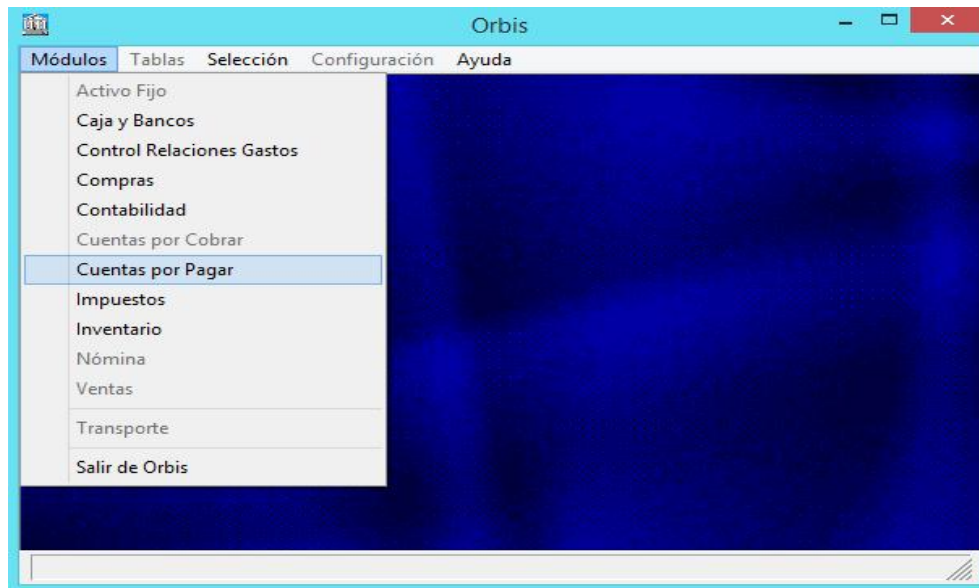 Orbis
Módulos Tablas Selección Configuración Ayuda
Activo Fijo
Caja y Bancos
Control Relaciones Gastos
Compras
Contabilidad
Cuentas por Cobrar
Cuentas por Pagar
Impuestos
Inventario
Nómina
Ventas
Transporte
Salir de Orbis